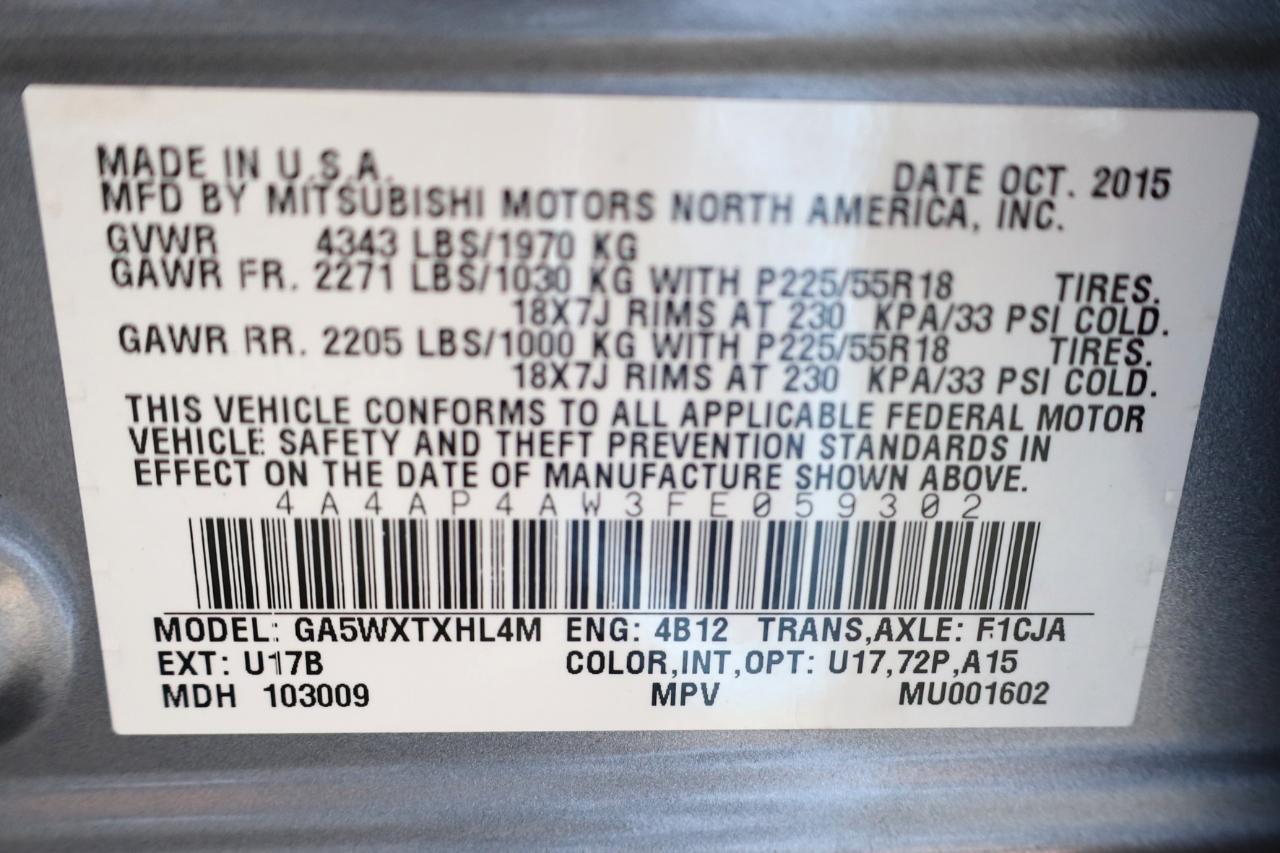 MADE IN U.S.A. DATE OCT. 2015
MFD BY MITSUBISHI MOTORS NORTH AMERICA, INC.
GVWR 4343 LBS/1970 KG
GAWR FR. 2271 LBS/1030 KG WITH P225/55R18 TIRES.
18X7J RIMS AT 230 KPA/33 PSI COLD.
GAWR RR. 2205 LBS/1000 KG WITH P225/55R18 TIRES.
18X7J RIMS AT 230 KPA/33 PSI COLD.
THIS VEHICLE CONFORMS TO ALL APPLICABLE FEDERAL MOTOR
VEHICLE SAFETY AND THEFT PREVENTION STANDARDS IN
EFFECT ON THE DATE OF MANUFACTURE SHOWN ABOVE.
4A4AP4AW3FE059302
MODEL: GA5WXTXHL4M ENG: 4B12 TRANS,AXLE: F1CJA
EXT: U17B COLOR,INT,OPT: U17,72P,A15
MDH 103009 MPV MU001602